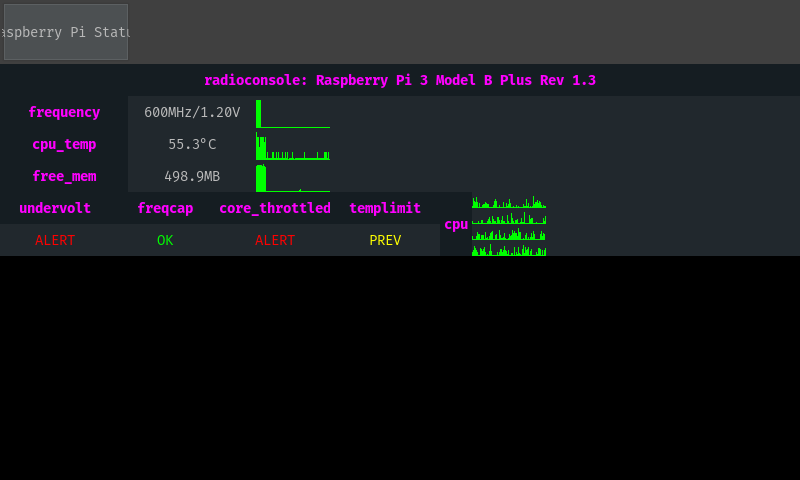 aspberry Pi Stat
radioconsole: Raspberry Pi 3 Model B Plus Rev 1.3
frequency 600MHz/1.20V
cpu_temp 55.3°C
free_mem 498.9MB
undervolt freqcap core_throttled templimit
cpu
ALERT OK ALERT PREV